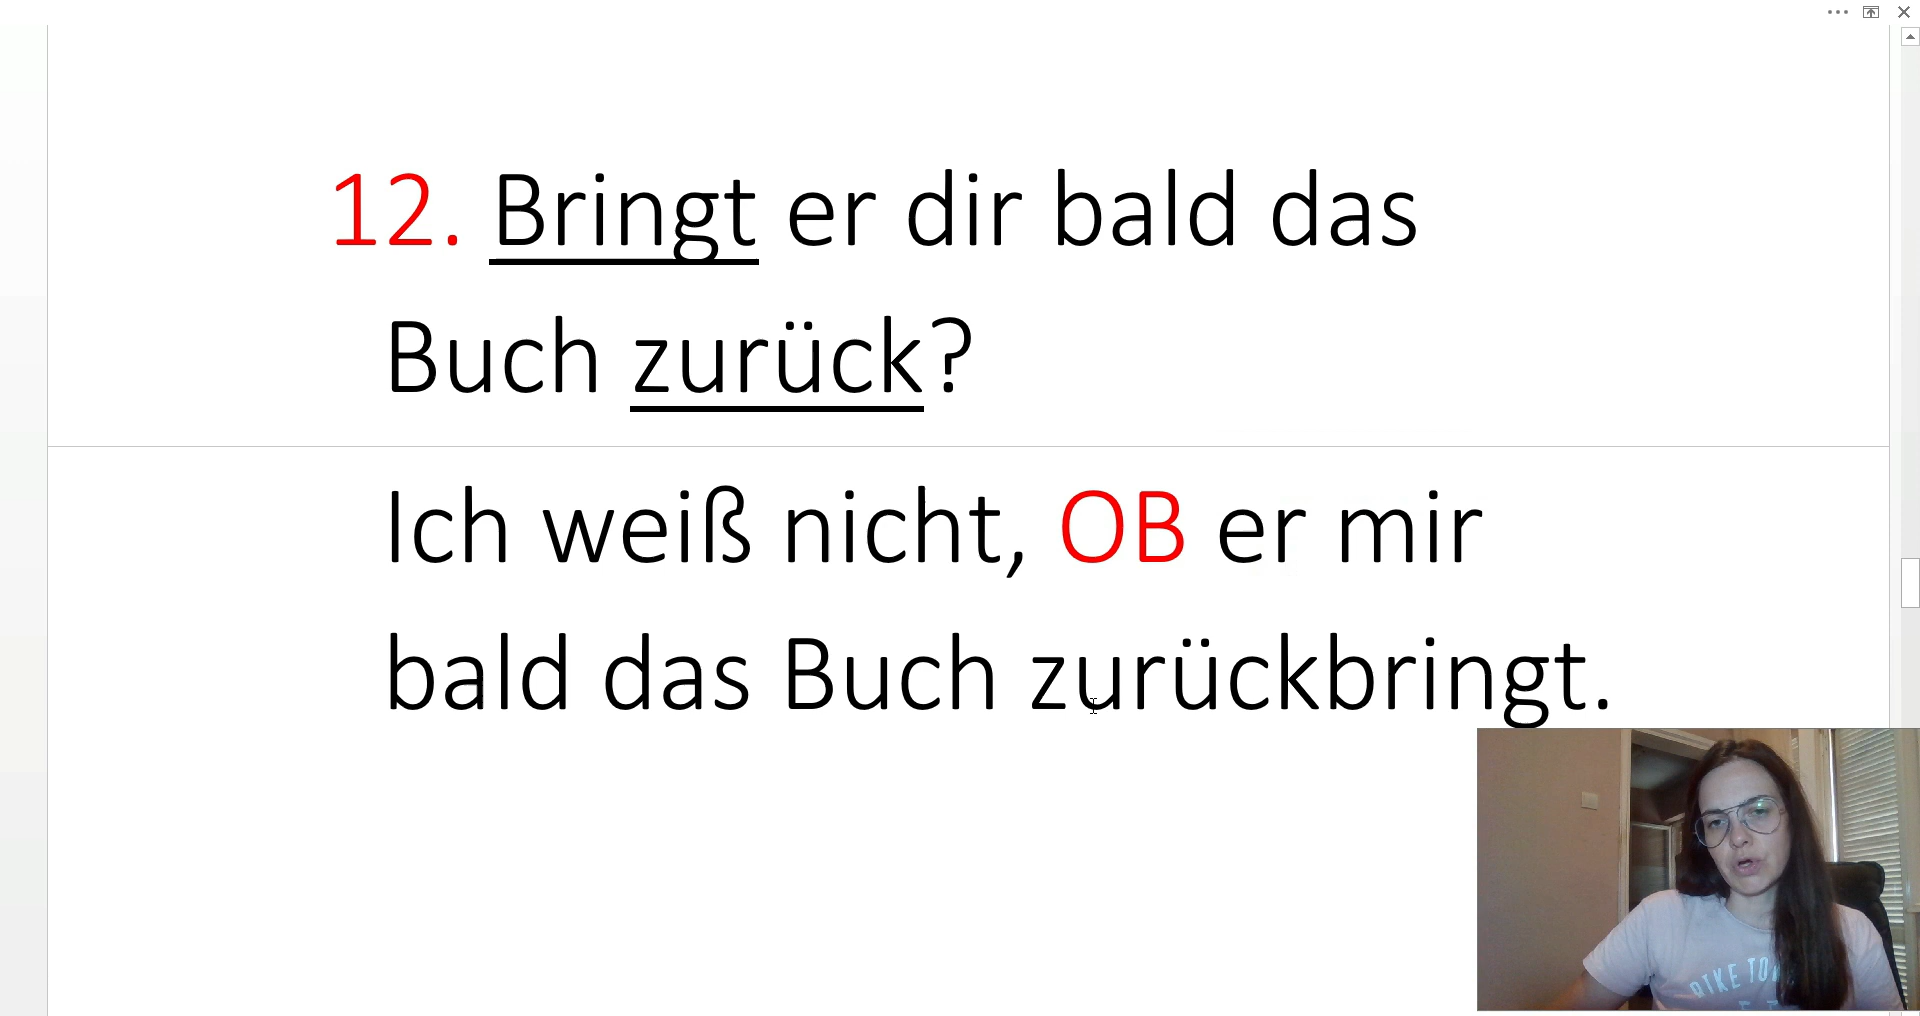 12. Bringt er dir bald das
Buch zurück?
Ich weiß nicht, OB er mir
bald das Buch zurückbringt.